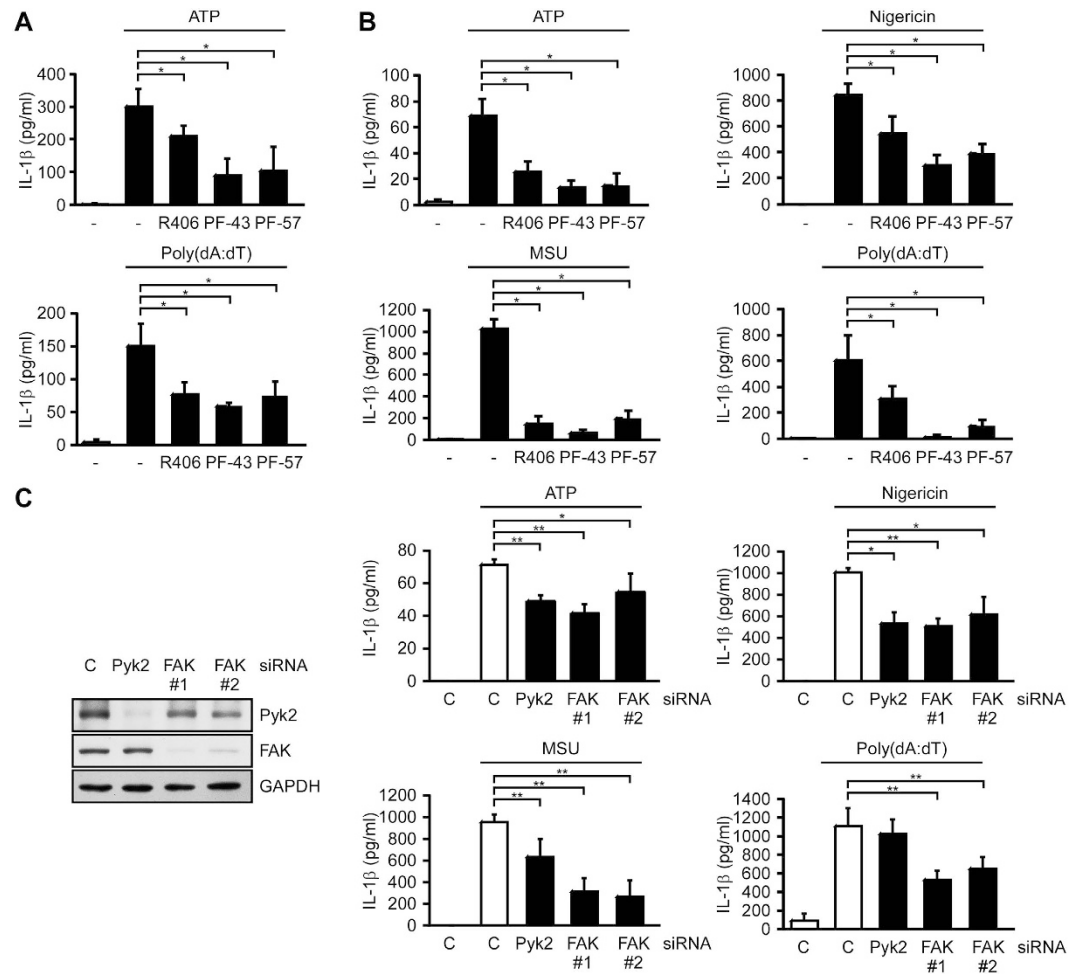 A
ATP
IL-1β (pg/ml)
400
300
200
100
0
* * *
- - R406 PF-43 PF-57
Poly(dA:dT)
IL-1β (pg/ml)
200
150
100
50
0
* * *
- - R406 PF-43 PF-57
B
ATP
IL-1β (pg/ml)
80
60
40
20
0
* * *
- - R406 PF-43 PF-57
Nigericin
IL-1β (pg/ml)
1000
800
600
400
200
0
* * *
- - R406 PF-43 PF-57
MSU
IL-1β (pg/ml)
1200
1000
800
600
400
200
0
* * *
- - R406 PF-43 PF-57
Poly(dA:dT)
IL-1β (pg/ml)
1000
800
600
400
200
0
* * *
- - R406 PF-43 PF-57
C
C Pyk2 FAK FAK siRNA
#1 #2
Pyk2
FAK
GAPDH
ATP
IL-1β (pg/ml)
80
60
40
20
0
*
**
**
C C Pyk2 FAK FAK siRNA
#1 #2
Nigericin
IL-1β (pg/ml)
1200
1000
800
600
400
200
0
*
**
*
C C Pyk2 FAK FAK siRNA
#1 #2
MSU
IL-1β (pg/ml)
1200
1000
800
600
400
200
0
**
**
**
C C Pyk2 FAK FAK siRNA
#1 #2
Poly(dA:dT)
IL-1β (pg/ml)
1400
1200
1000
800
600
400
200
0
**
**
C C Pyk2 FAK FAK siRNA
#1 #2